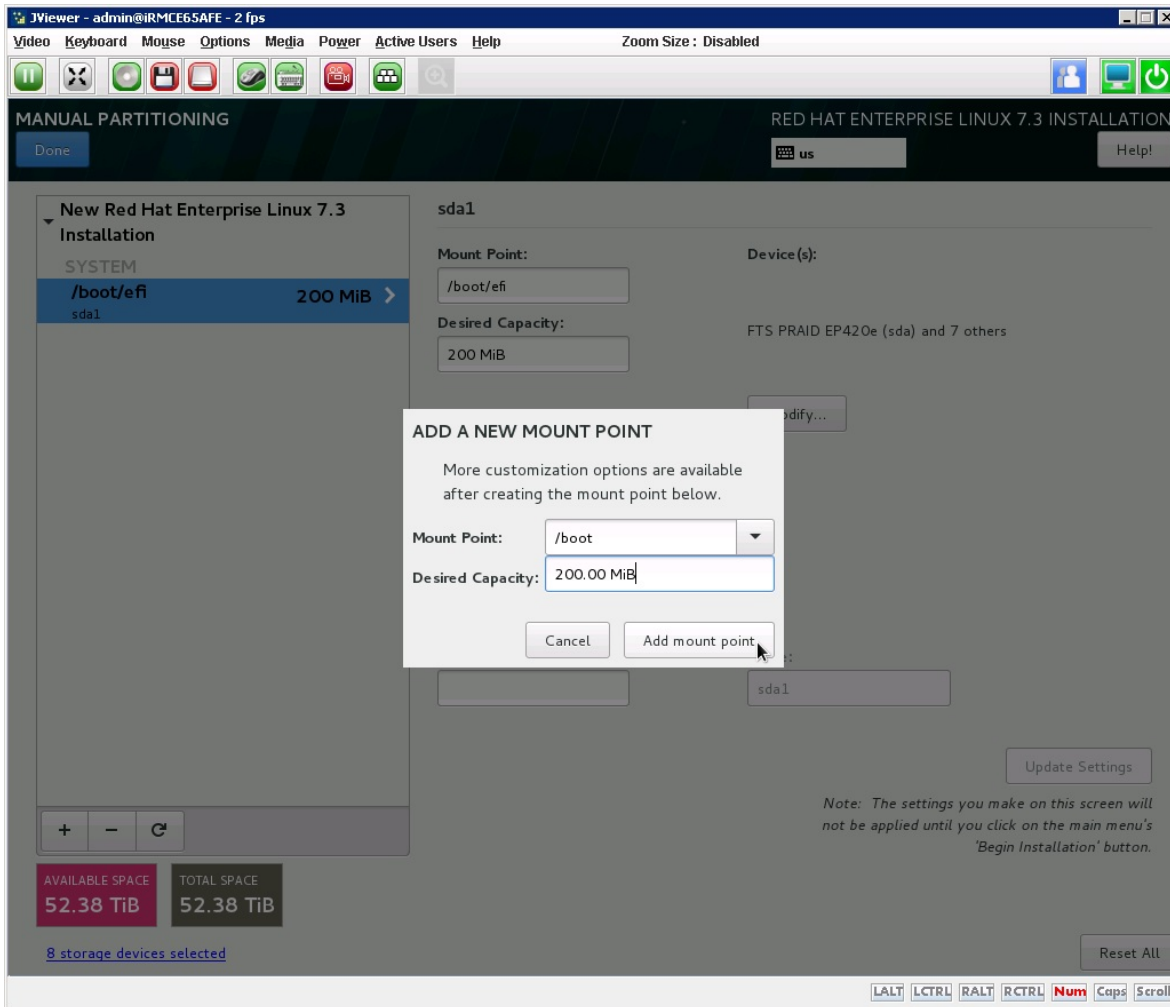 JViewer - admin@iRMCE65AFE - 2 fps
Video Keyboard Mouse Options Media Power Active Users Help Zoom Size : Disabled
MANUAL PARTITIONING
RED HAT ENTERPRISE LINUX 7.3 INSTALLATION
Done
us
Help!
New Red Hat Enterprise Linux 7.3
Installation
SYSTEM
/boot/efi 200 MiB
sda1
sda1
Mount Point:
/boot/efi
Desired Capacity:
200 MiB
Device(s):
FTS PRAID EP420e (sda) and 7 others
odify...
ADD A NEW MOUNT POINT
More customization options are available
after creating the mount point below.
Mount Point: /boot
Desired Capacity: 200.00 MiB
Cancel Add mount point
sda1
Update Settings
Note: The settings you make on this screen will
not be applied until you click on the main menu's
'Begin Installation' button.
AVAILABLE SPACE
52.38 TiB
TOTAL SPACE
52.38 TiB
8 storage devices selected
Reset All
LALT LCTRL RALT RCTRL Num Caps Scroll